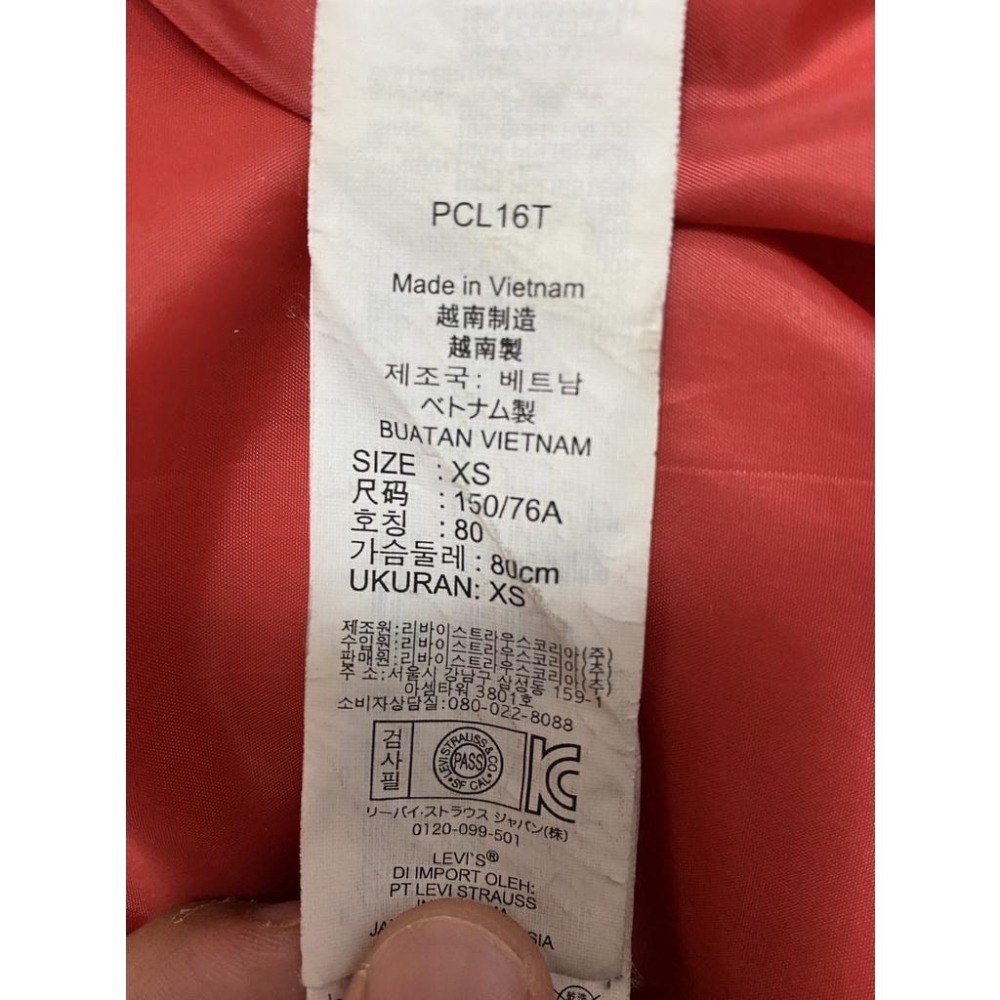 PCL16T
Made in Vietnam
越南制造
越南製
제조국: 베트남
ベトナム製
BUATAN VIETNAM
SIZE : XS
尺码 : 150/76A
호칭 : 80
가슴둘레 : 80cm
UKURAN: XS
제조원:리바이스트라우스코리아(주)
수입원:리바이스트라우스코리아(주)
판매원:리바이스트라우스코리아(주)
주 소:서울시 강남구 삼성동 159-1
아셈타워 3801호
소비자상담실:080-022-8088
검사필
LEVI STRAUSS & CO
PASS
SF CAL
リーバイ·ストラウス ジャパン(株)
0120-099-501
LEVI'S®
DI IMPORT OLEH:
PT LEVI STRAUSS
乾洗